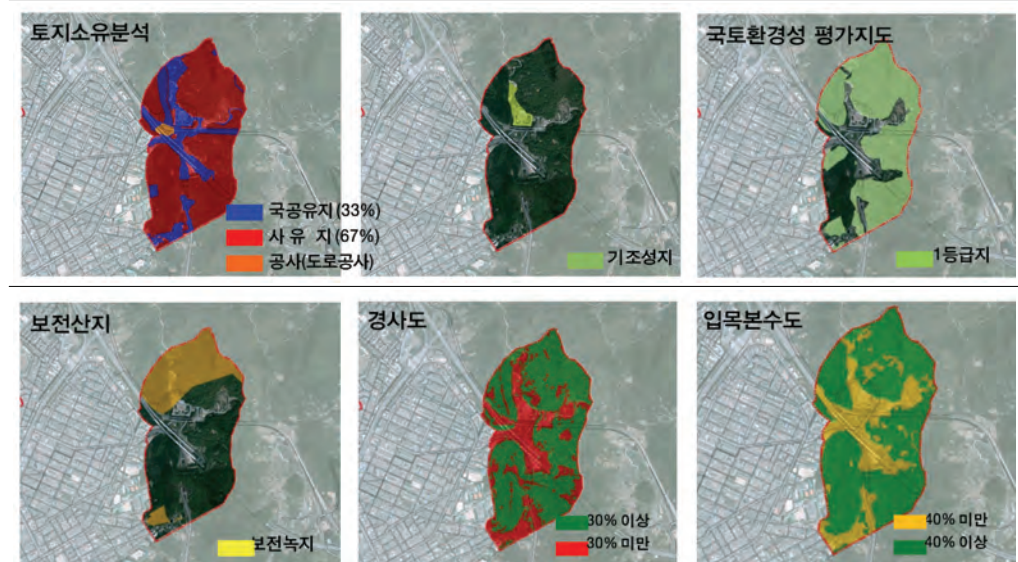 토지소유분석
국공유지(33%)
사 유 지(67%)
공사(도로공사)
기조성지
국토환경성 평가지도
1등급지
보전산지
보전녹지
경사도
30% 이상
30% 미만
입목본수도
40% 미만
40% 이상